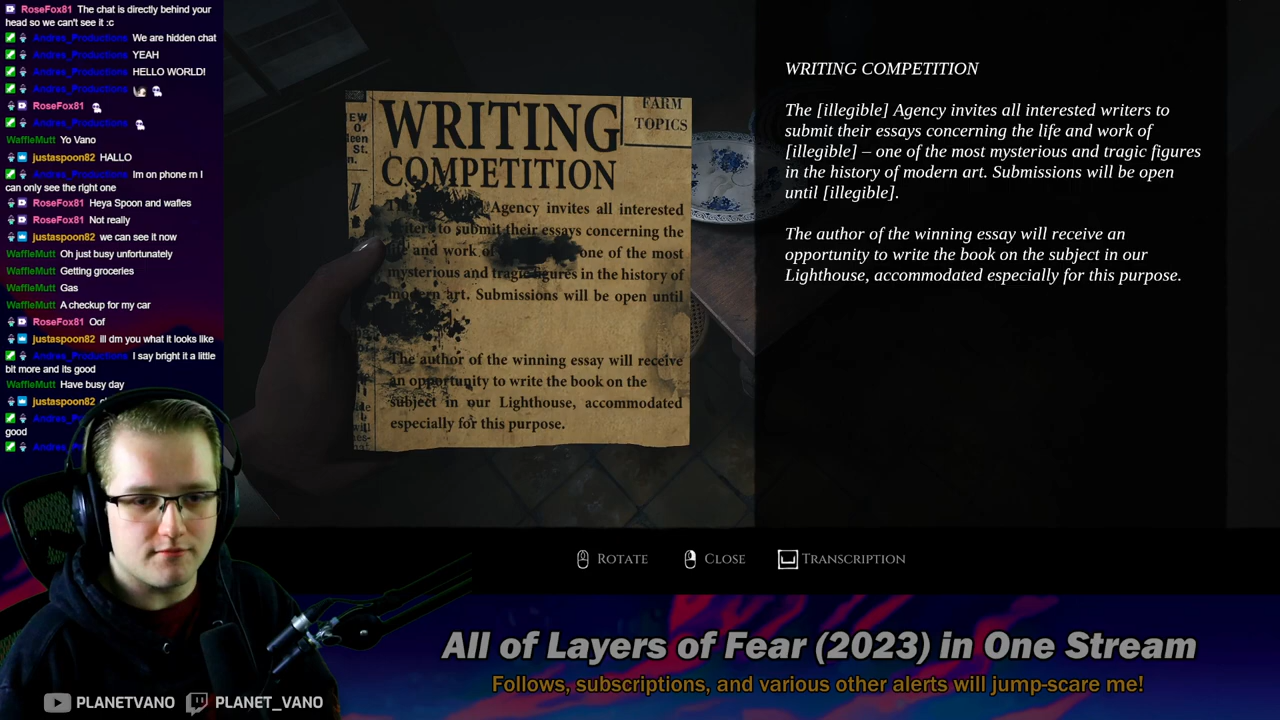 RoseFox81 The chat is directly behind your
head so we can't see it :c
Andres_Productions We are hidden chat
Andres_Productions YEAH
Andres_Productions HELLO WORLD!
Andres_Productions
RoseFox81
Andres_Productions
WaffleMutt Yo Vano
justaspoon82 HALLO
Andres_Productions Im on phone rn I
can only see the right one
RoseFox81 Heya Spoon and wafles
RoseFox81 Not really
justaspoon82 we can see it now
WaffleMutt Oh just busy unfortunately
WaffleMutt Getting groceries
WaffleMutt Gas
WaffleMutt A checkup for my car
RoseFox81 Oof
justaspoon82 ill dm you what it looks like
Andres_Productions I say bright it a little
bit more and its good
WaffleMutt Have busy day
justaspoon82
good
FARM
TOPICS
WRITING
COMPETITION
Agency invites all interested
writers to submit their essays concerning the
life and work of one of the most
mysterious and tragic figures in the history of
modern art. Submissions will be open until
The author of the winning essay will receive
an opportunity to write the book on the
subject in our Lighthouse, accommodated
especially for this purpose.
WRITING COMPETITION
The [illegible] Agency invites all interested writers to
submit their essays concerning the life and work of
[illegible] – one of the most mysterious and tragic figures
in the history of modern art. Submissions will be open
until [illegible].
The author of the winning essay will receive an
opportunity to write the book on the subject in our
Lighthouse, accommodated especially for this purpose.
ROTATE
CLOSE
TRANSCRIPTION
All of Layers of Fear (2023) in One Stream
Follows, subscriptions, and various other alerts will jump-scare me!
PLANETVANO
PLANET_VANO